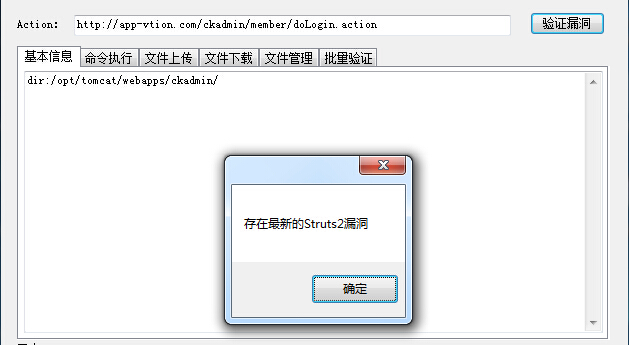 Action: http://app-vtion.com/ckadmin/member/doLogin.action 验证漏洞
基本信息 命令执行 文件上传 文件下载 文件管理 批量验证
dir:/opt/tomcat/webapps/ckadmin/
存在最新的Struts2漏洞
确定